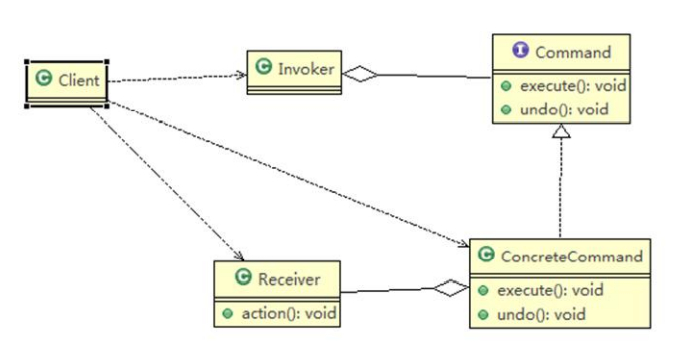 Client
Invoker
Command
execute(): void
undo(): void
Receiver
action(): void
ConcreteCommand
execute(): void
undo(): void